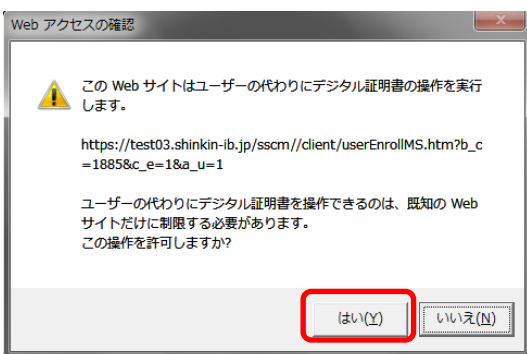 Web アクセスの確認
この Web サイトはユーザーの代わりにデジタル証明書の操作を実行
します。
https://test03.shinkin-ib.jp/sscm//client/userEnrollMS.htm?b_c
=1885&c_e=1&a_u=1
ユーザーの代わりにデジタル証明書を操作できるのは、既知の Web
サイトだけに制限する必要があります。
この操作を許可しますか?
はい(Y) いいえ(N)